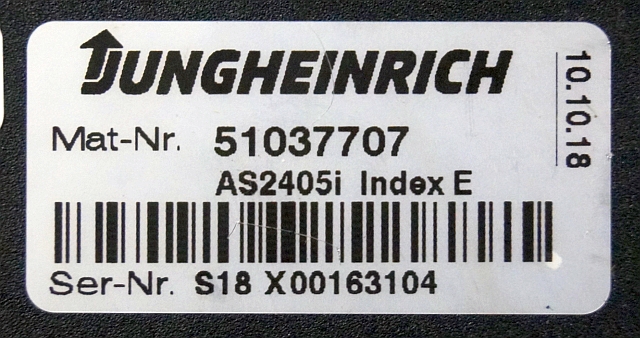 JUNGHEINRICH
10.10.18
Mat-Nr. 51037707
AS2405i Index E
Ser-Nr. S18 X00163104